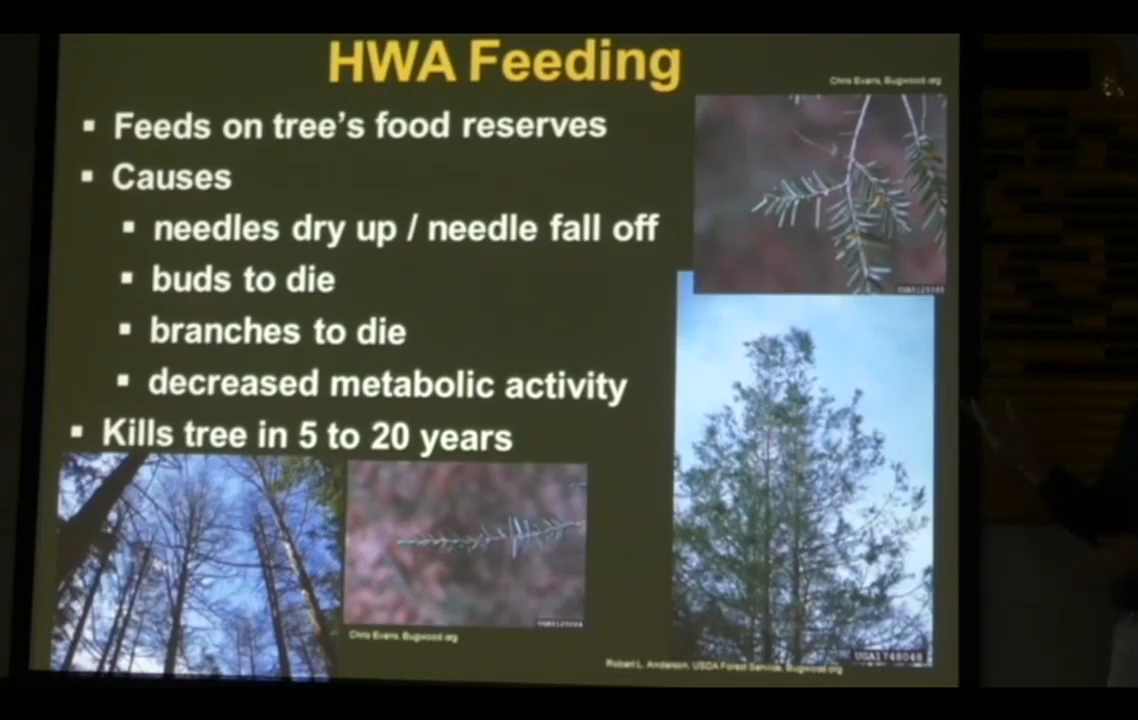 HWA Feeding
Chris Evans, Bugwood.org
▪ Feeds on tree's food reserves
▪ Causes
▪ needles dry up / needle fall off
▪ buds to die
▪ branches to die
▪ decreased metabolic activity
▪ Kills tree in 5 to 20 years
Chris Evans, Bugwood.org
Robert L. Anderson, USDA Forest Service, Bugwood.org
UGA1748048